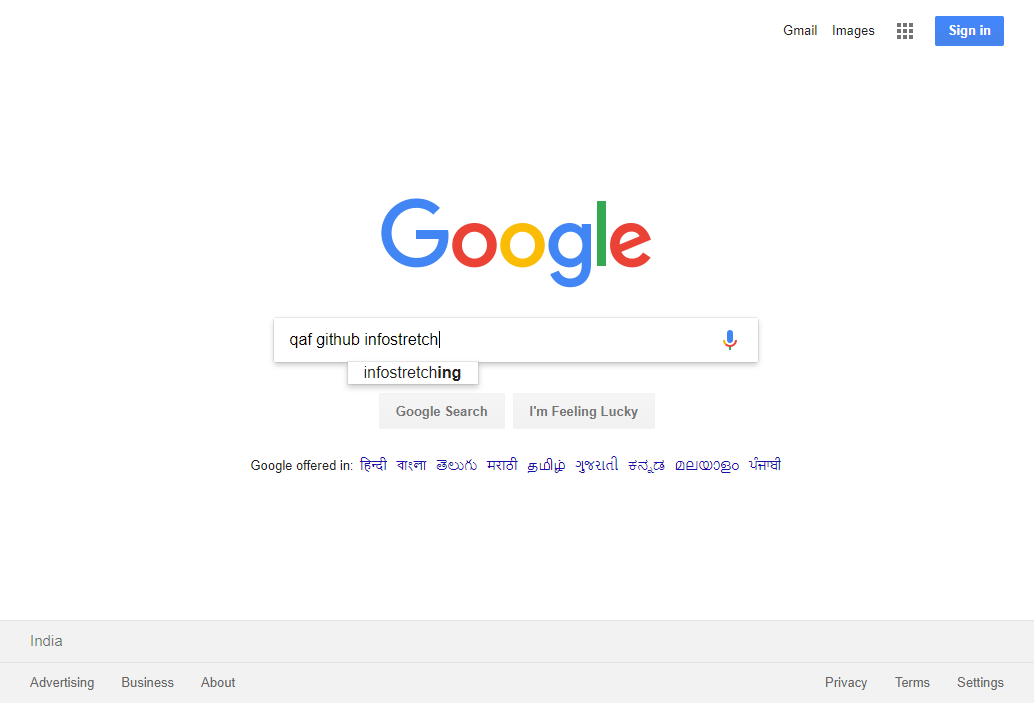 Gmail Images Sign in
Google
qaf github infostretch
infostretching
Google Search I'm Feeling Lucky
Google offered in: हिन्दी বাংলা తెలుగు मराठी தமிழ் ગુજરાતી ಕನ್ನಡ മലയാളം ਪੰਜਾਬੀ
India
Advertising Business About Privacy Terms Settings